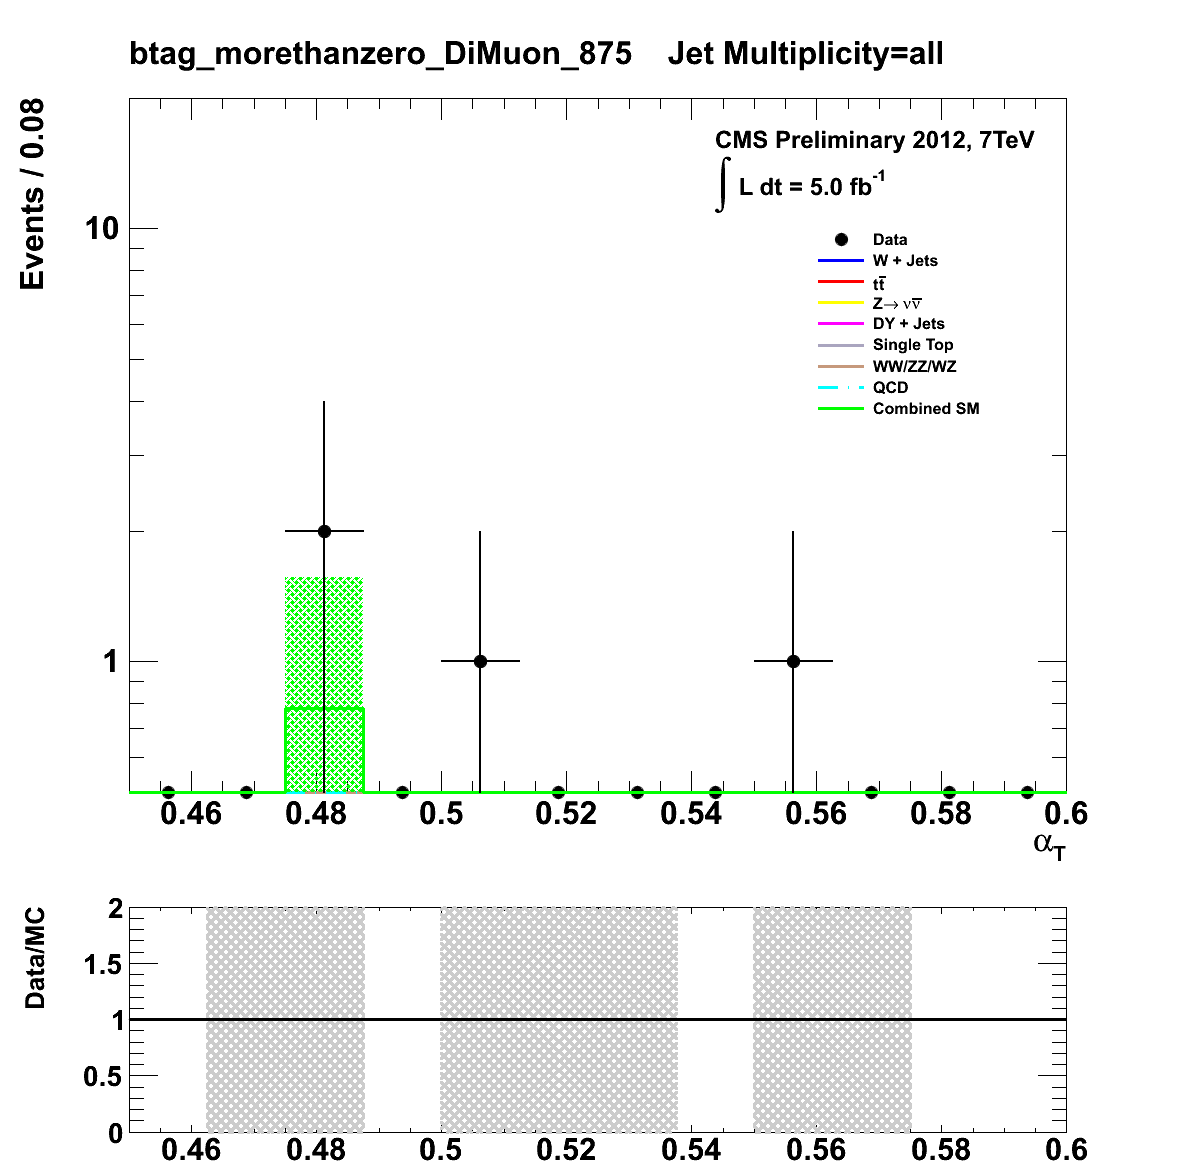 btag_morethanzero_DiMuon_875 Jet Multiplicity=all
Events / 0.08
CMS Preliminary 2012, 7TeV
∫ L dt = 5.0 fb⁻¹
Data
W + Jets
tt̅
Z→ νν̅
DY + Jets
Single Top
WW/ZZ/WZ
QCD
Combined SM
10
1
0.46 0.48 0.5 0.52 0.54 0.56 0.58 0.6
α_T
Data/MC
2
1.5
1
0.5
0
0.46 0.48 0.5 0.52 0.54 0.56 0.58 0.6